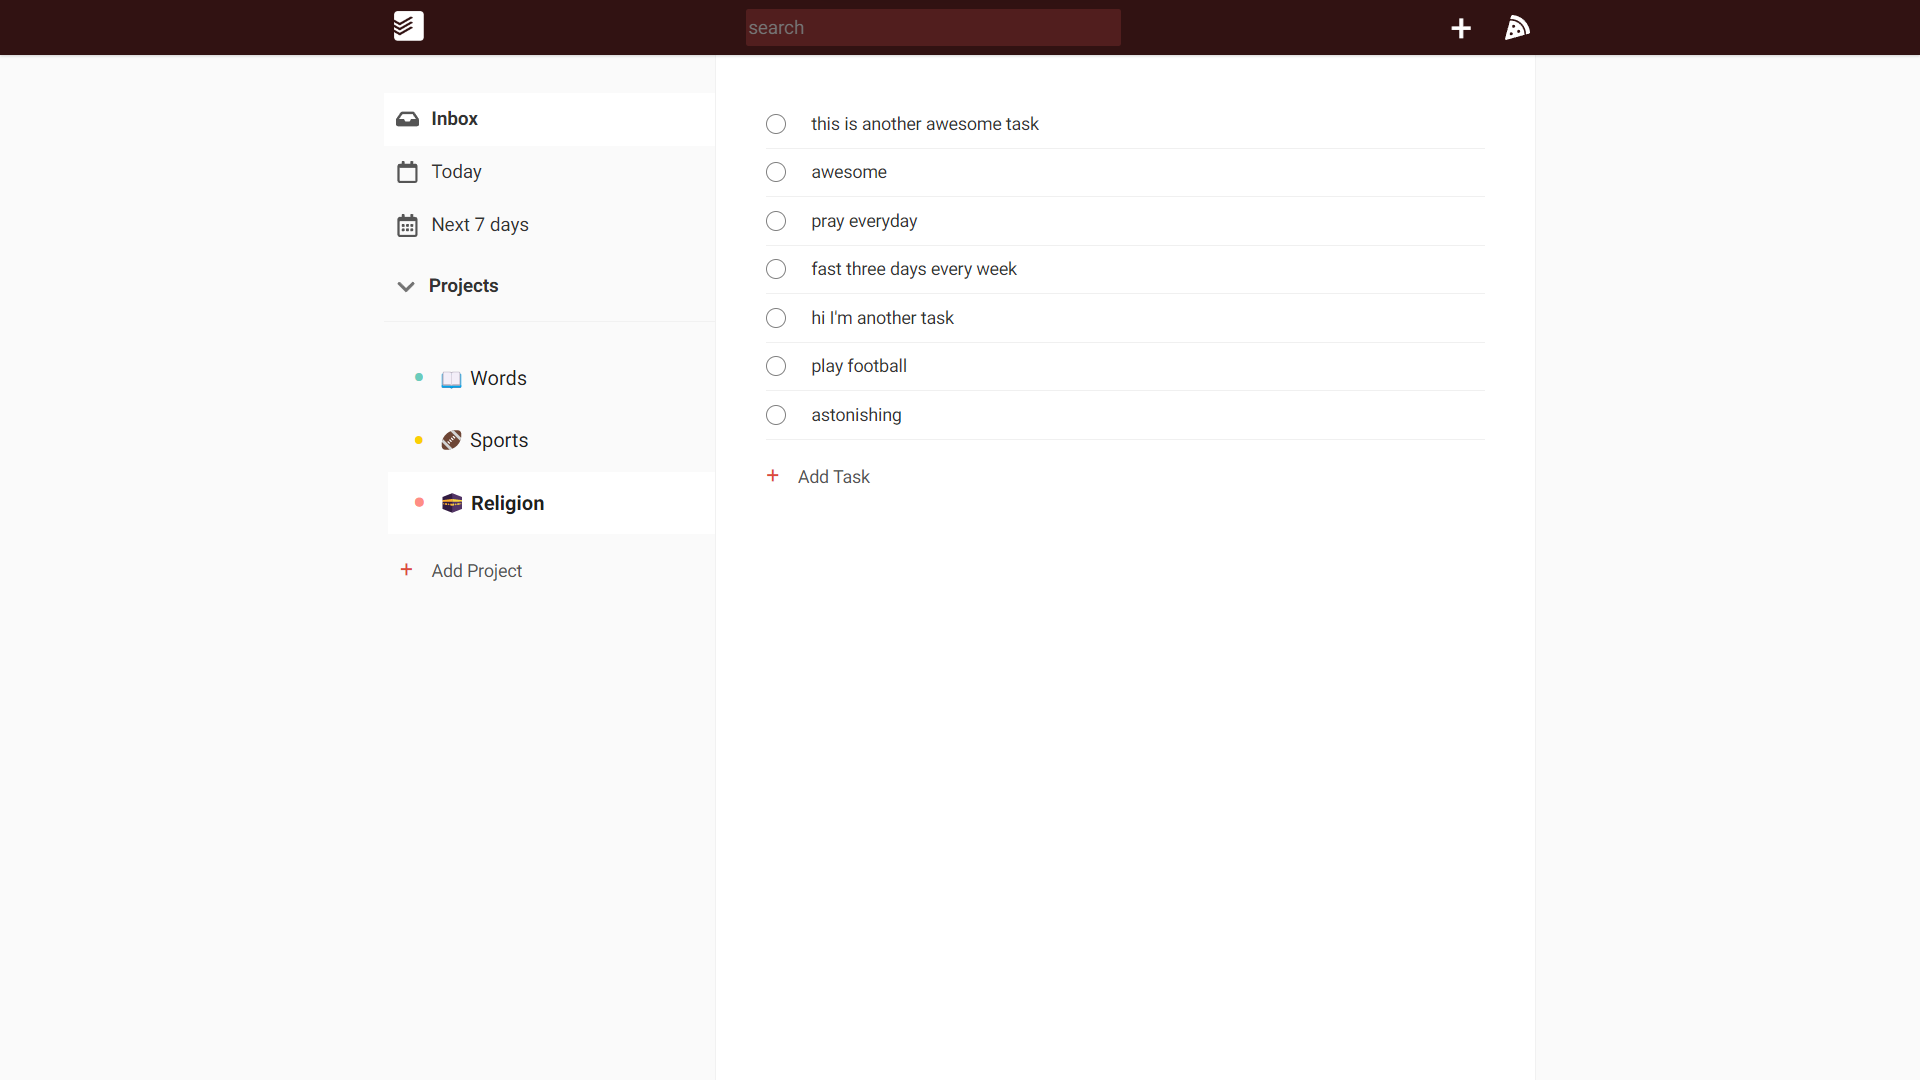 search
Inbox
Today
Next 7 days
Projects
Words
Sports
Religion
Add Project
this is another awesome task
awesome
pray everyday
fast three days every week
hi I'm another task
play football
astonishing
Add Task